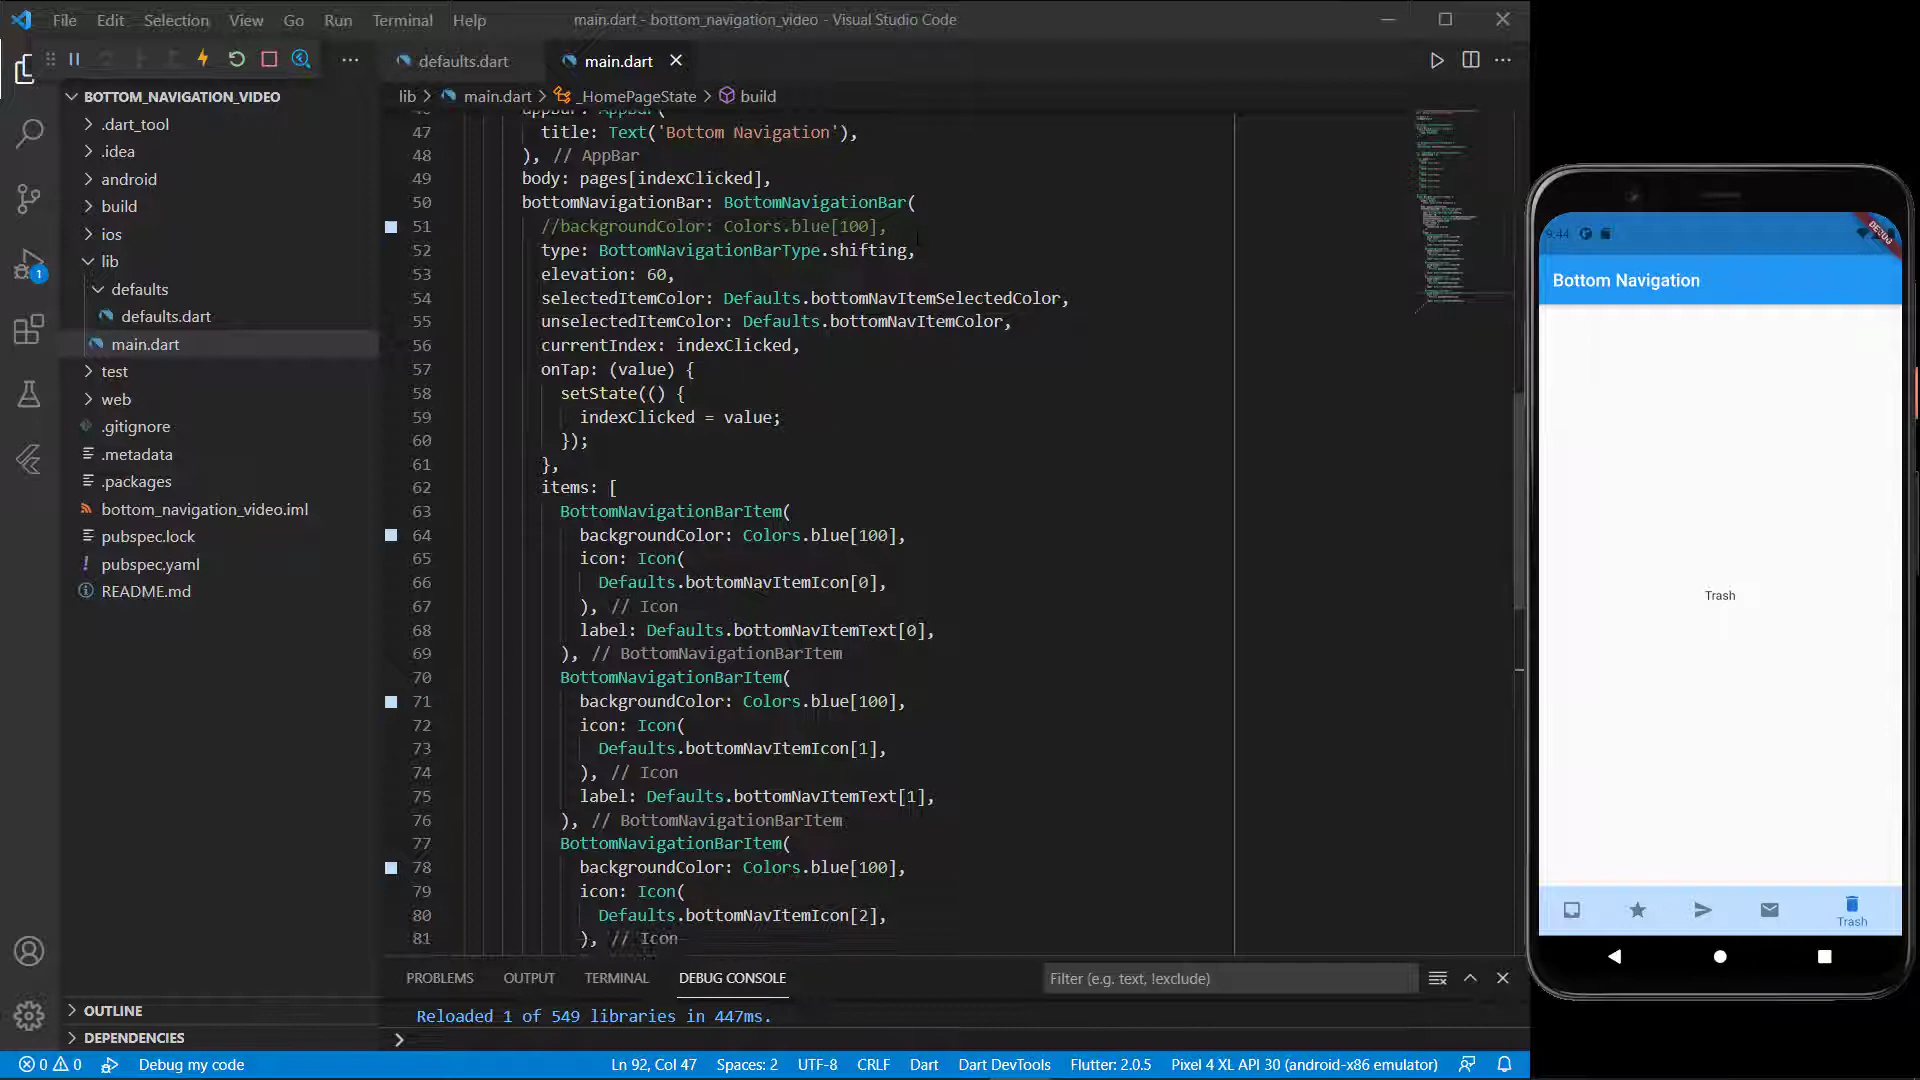 File Edit Selection View Go Run Terminal Help
main.dart - bottom_navigation_video - Visual Studio Code
defaults.dart
main.dart
lib > main.dart > _HomePageState > build
1
BOTTOM_NAVIGATION_VIDEO
.dart_tool
.idea
android
build
ios
lib
defaults
defaults.dart
main.dart
test
web
.gitignore
.metadata
.packages
bottom_navigation_video.iml
pubspec.lock
pubspec.yaml
README.md
OUTLINE
DEPENDENCIES
46 appBar: AppBar(
47 title: Text('Bottom Navigation'),
48 ), // AppBar
49 body: pages[indexClicked],
50 bottomNavigationBar: BottomNavigationBar(
51 //backgroundColor: Colors.blue[100],
52 type: BottomNavigationBarType.shifting,
53 elevation: 60,
54 selectedItemColor: Defaults.bottomNavItemSelectedColor,
55 unselectedItemColor: Defaults.bottomNavItemColor,
56 currentIndex: indexClicked,
57 onTap: (value) {
58 setState(() {
59 indexClicked = value;
60 });
61 },
62 items: [
63 BottomNavigationBarItem(
64 backgroundColor: Colors.blue[100],
65 icon: Icon(
66 Defaults.bottomNavItemIcon[0],
67 ), // Icon
68 label: Defaults.bottomNavItemText[0],
69 ), // BottomNavigationBarItem
70 BottomNavigationBarItem(
71 backgroundColor: Colors.blue[100],
72 icon: Icon(
73 Defaults.bottomNavItemIcon[1],
74 ), // Icon
75 label: Defaults.bottomNavItemText[1],
76 ), // BottomNavigationBarItem
77 BottomNavigationBarItem(
78 backgroundColor: Colors.blue[100],
79 icon: Icon(
80 Defaults.bottomNavItemIcon[2],
81 ), // Icon
PROBLEMS OUTPUT TERMINAL DEBUG CONSOLE
Filter (e.g. text, !exclude)
Reloaded 1 of 549 libraries in 447ms.
0 0 Debug my code
Ln 92, Col 47 Spaces: 2 UTF-8 CRLF Dart Dart DevTools Flutter: 2.0.5 Pixel 4 XL API 30 (android-x86 emulator)
9:44
DEBUG
Bottom Navigation
Trash
Trash